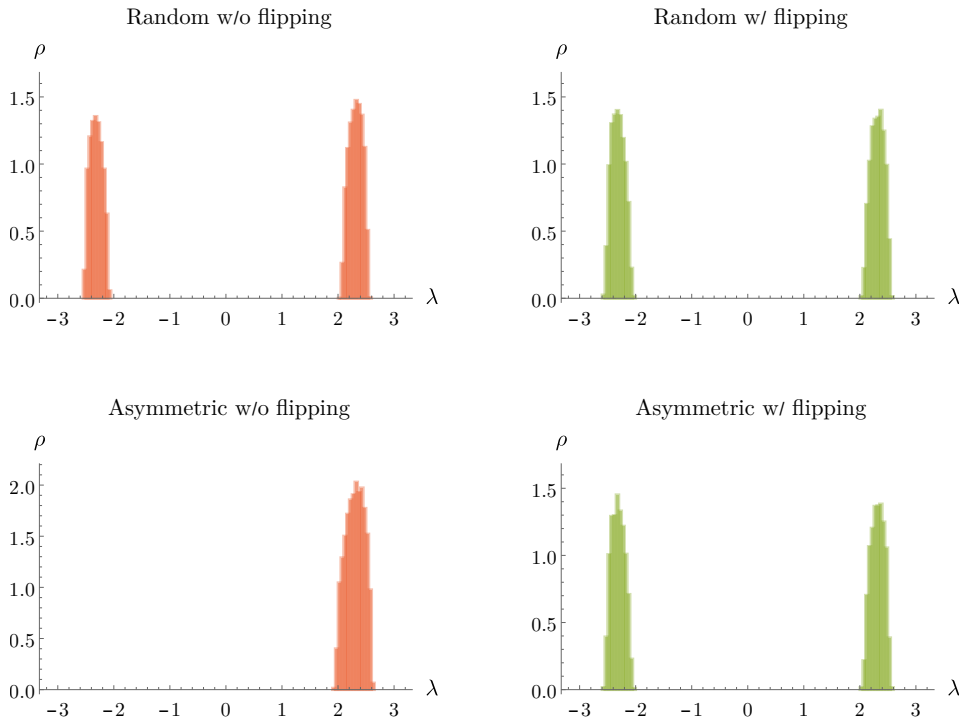 Random w/o flipping
ρ
1.5
1.0
0.5
0.0
−3 −2 −1 0 1 2 3 λ
Random w/ flipping
ρ
1.5
1.0
0.5
0.0
−3 −2 −1 0 1 2 3 λ
Asymmetric w/o flipping
ρ
2.0
1.5
1.0
0.5
0.0
−3 −2 −1 0 1 2 3 λ
Asymmetric w/ flipping
ρ
1.5
1.0
0.5
0.0
−3 −2 −1 0 1 2 3 λ